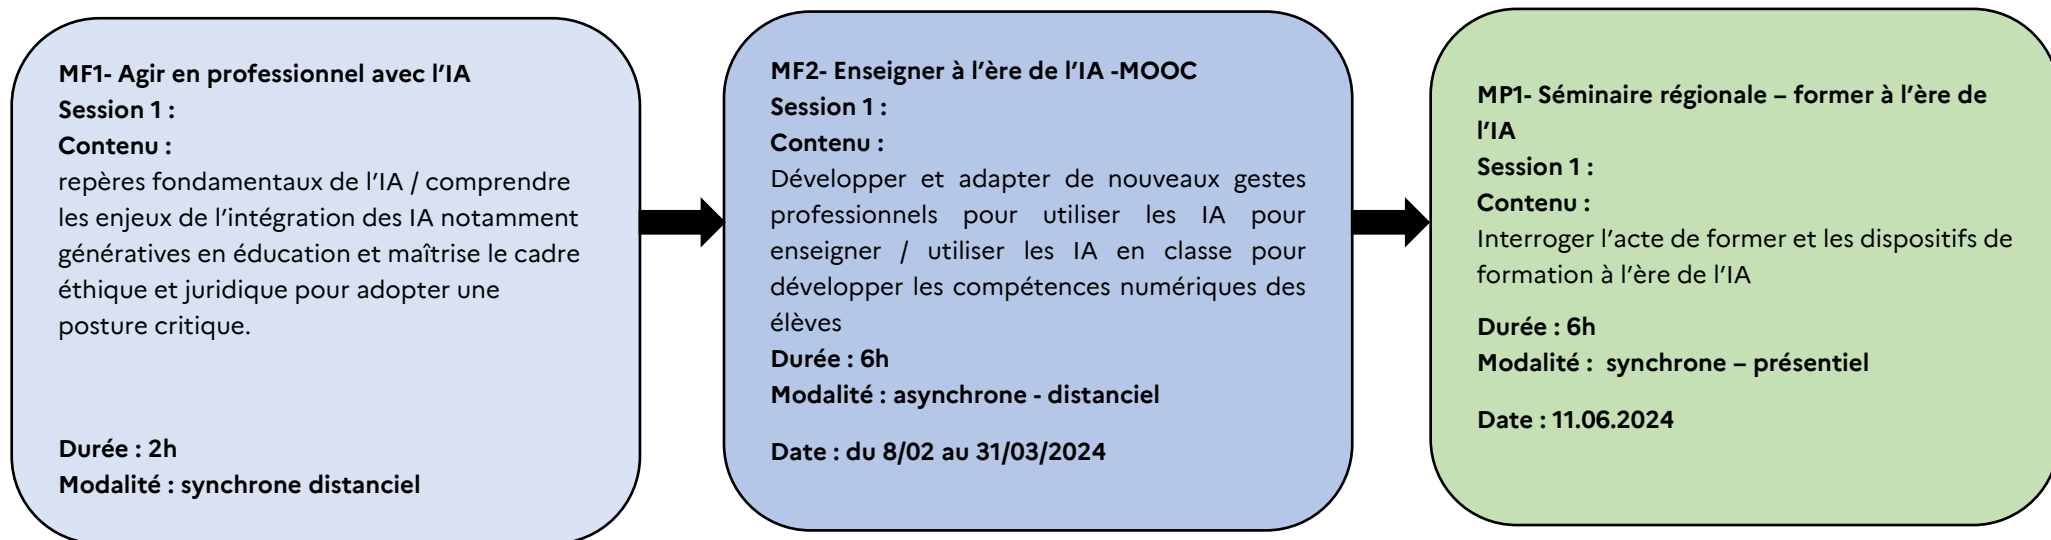 MF1- Agir en professionnel avec l’IA
Session 1 :
Contenu :
repères fondamentaux de l’IA / comprendre
les enjeux de l’intégration des IA notamment
génératives en éducation et maîtrise le cadre
éthique et juridique pour adopter une
posture critique.
Durée : 2h
Modalité : synchrone distanciel
MF2- Enseigner à l’ère de l’IA -MOOC
Session 1 :
Contenu :
Développer et adapter de nouveaux gestes
professionnels pour utiliser les IA pour
enseigner / utiliser les IA en classe pour
développer les compétences numériques des
élèves
Durée : 6h
Modalité : asynchrone - distanciel
Date : du 8/02 au 31/03/2024
MP1- Séminaire régionale – former à l’ère de
l’IA
Session 1 :
Contenu :
Interroger l’acte de former et les dispositifs de
formation à l’ère de l’IA
Durée : 6h
Modalité :  synchrone – présentiel
Date : 11.06.2024